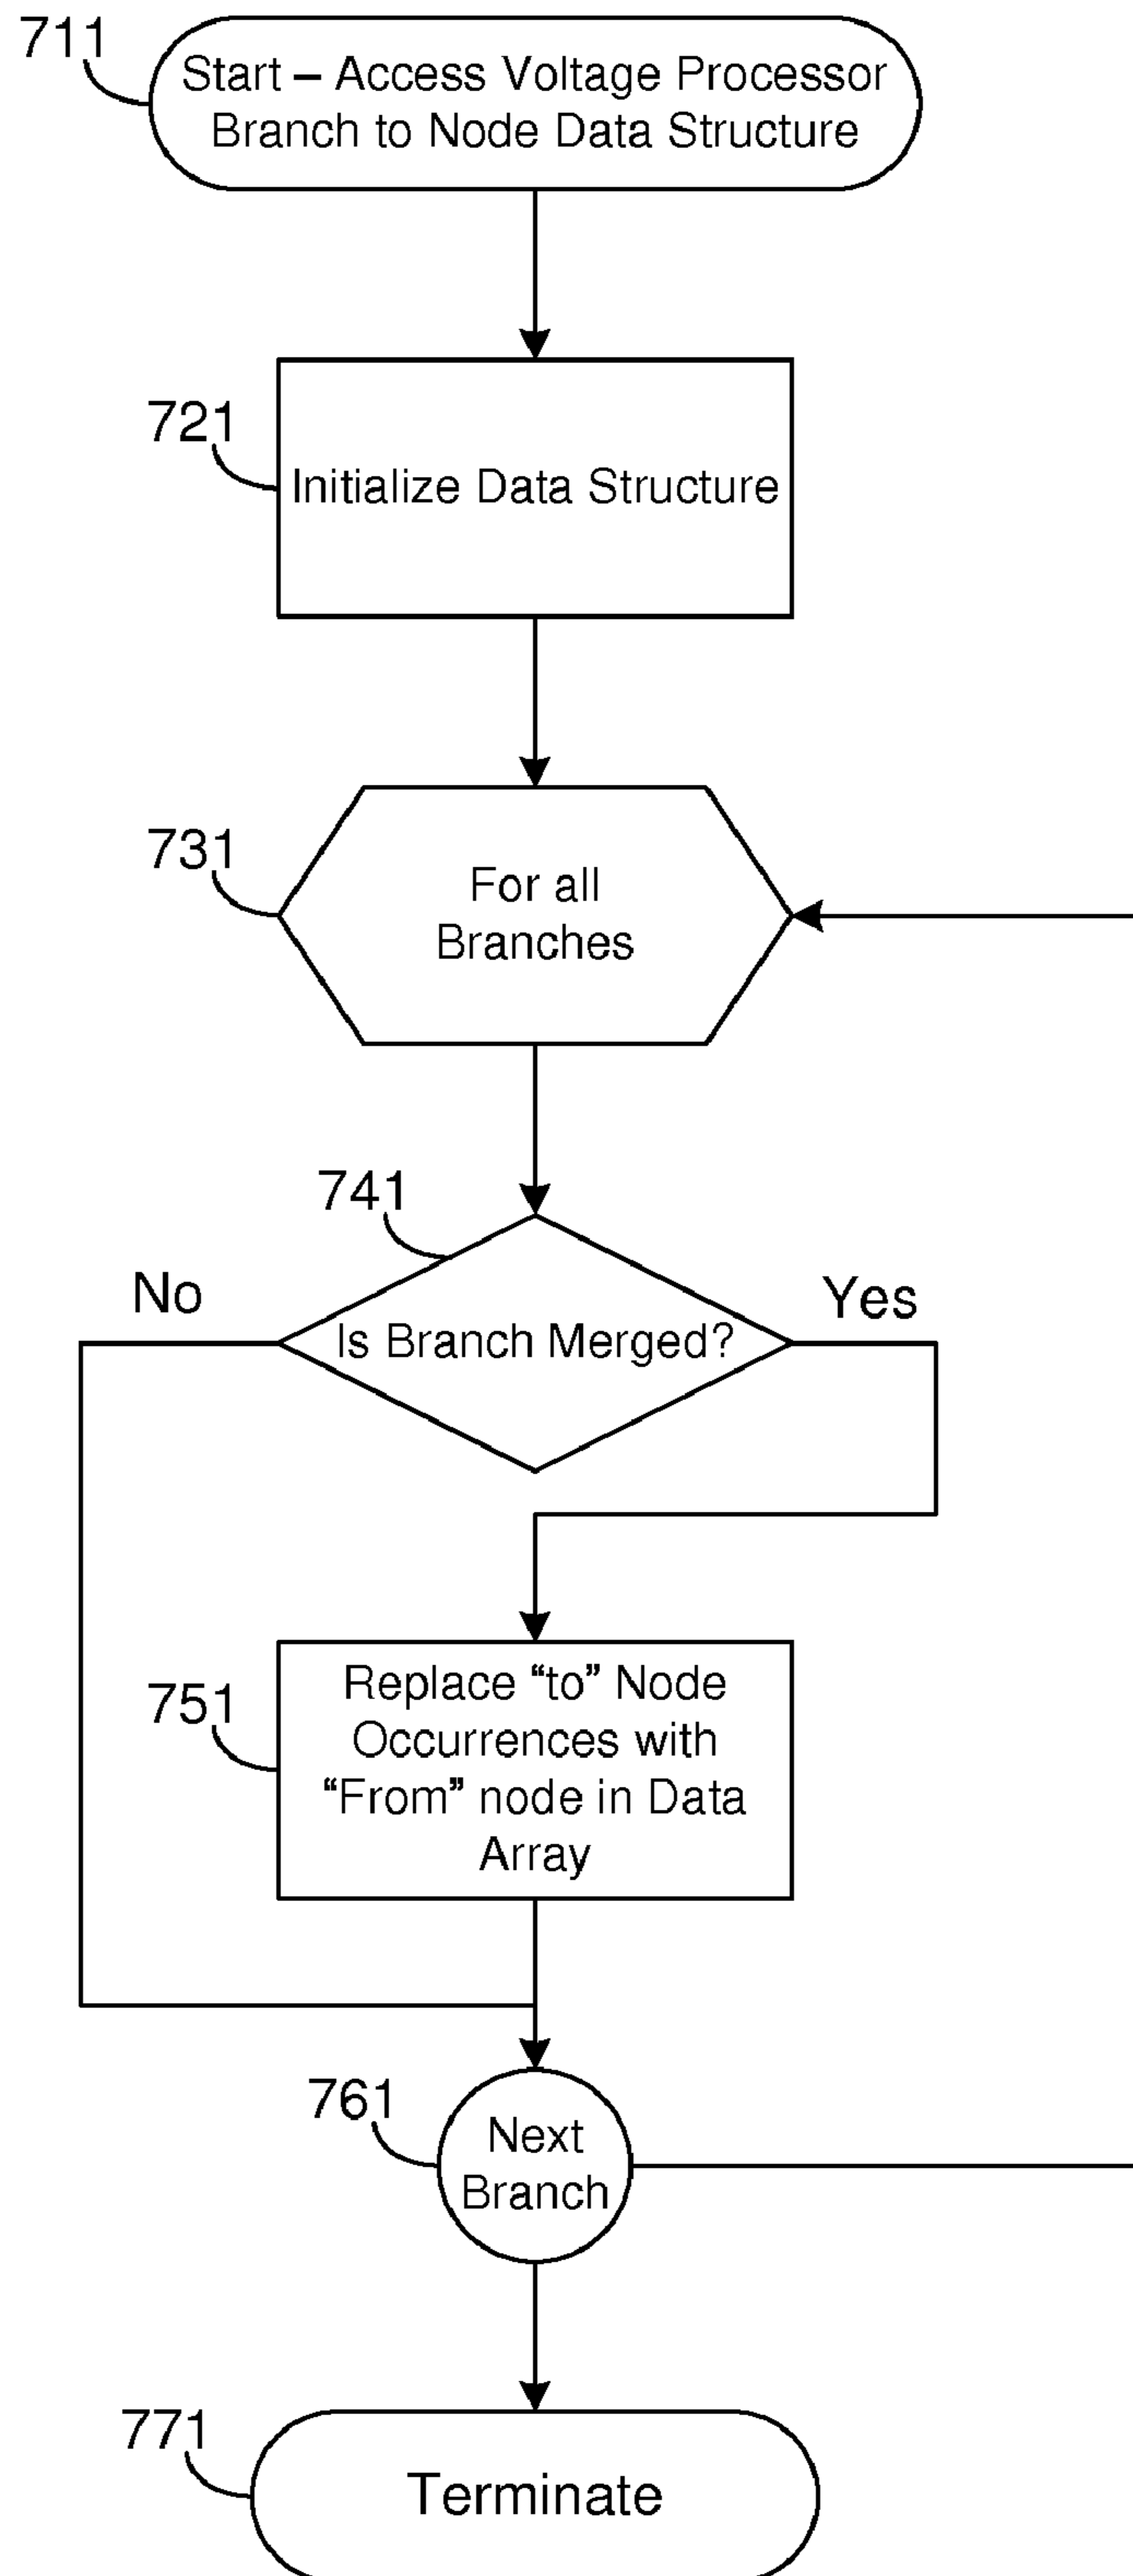 711
Start – Access Voltage Processor
Branch to Node Data Structure
721
Initialize Data Structure
731
For all
Branches
741
No
Yes
Is Branch Merged?
751
Replace “to” Node
Occurrences with
“From” node in Data
Array
761
Next
Branch
771
Terminate